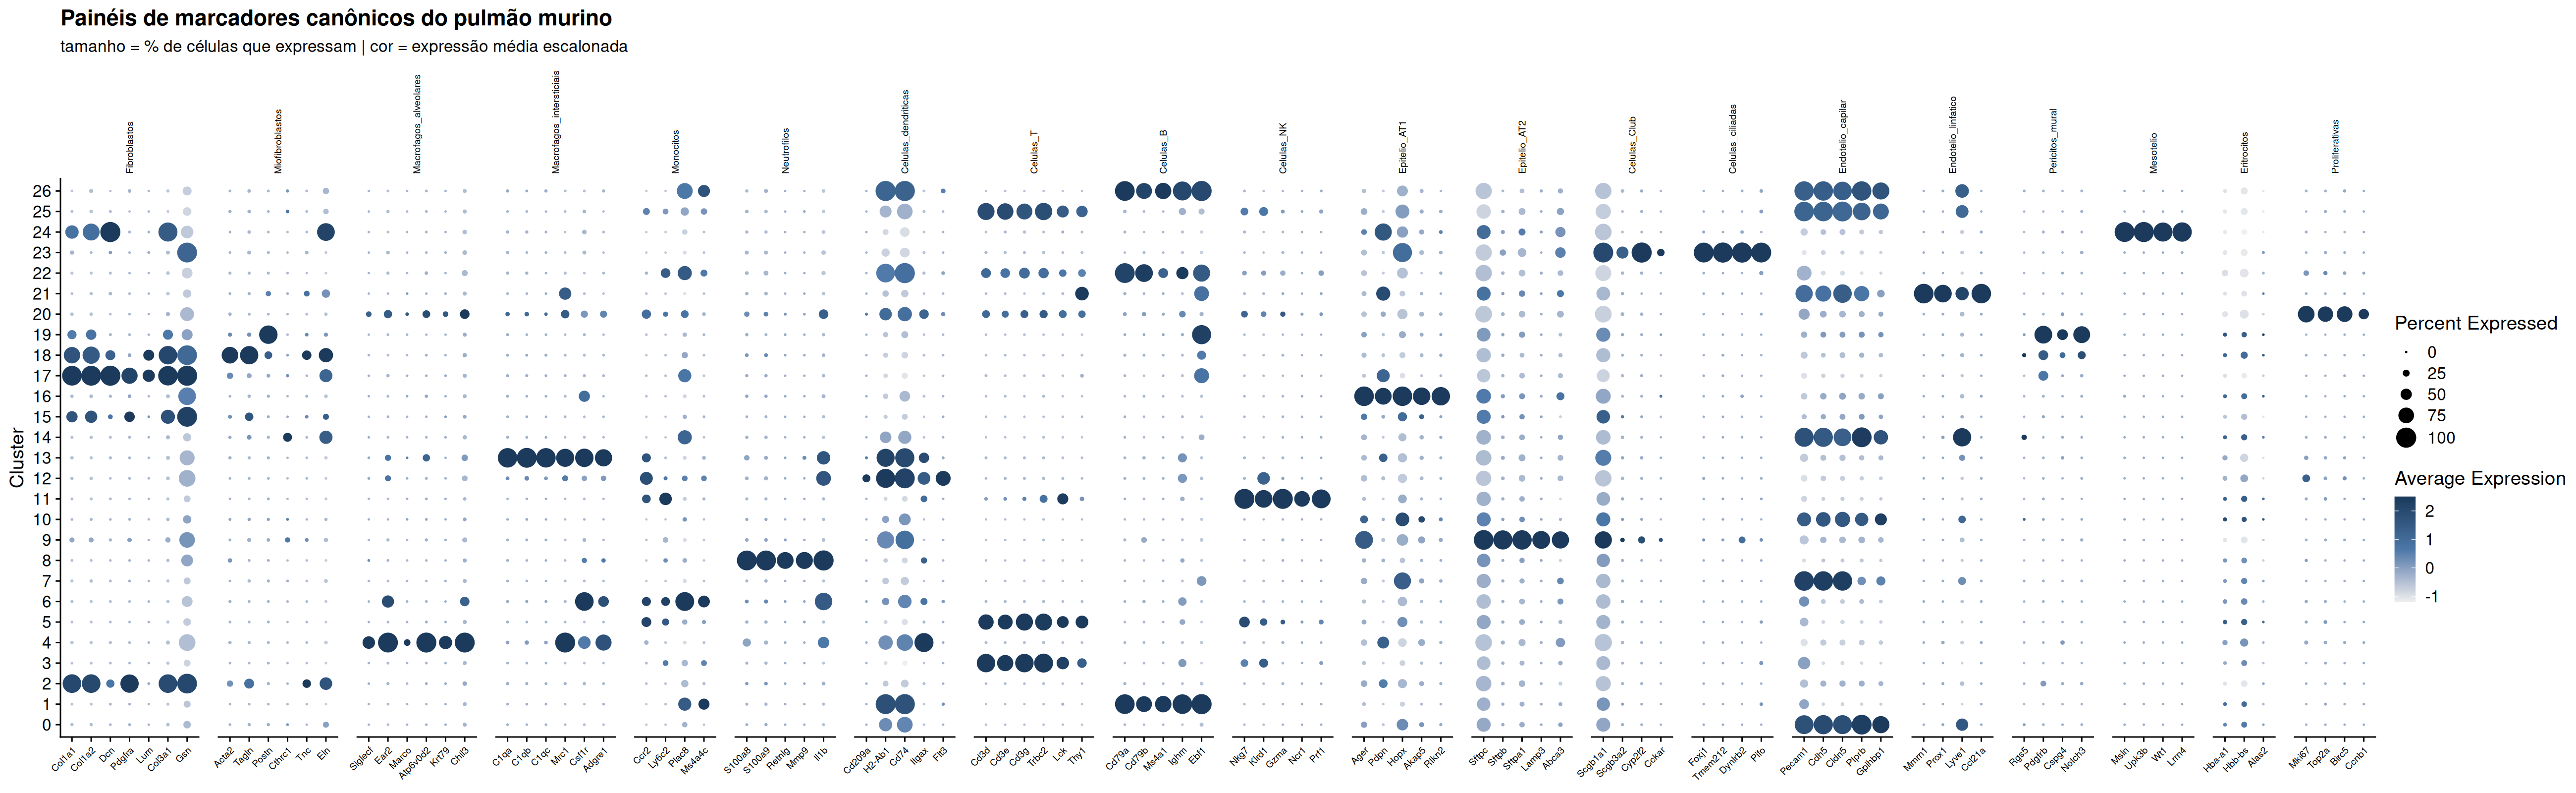 Painéis de marcadores canônicos do pulmão murino
tamanho = % de células que expressam | cor = expressão média escalonada
Fibroblastos
Miofibroblastos
Macrofagos_alveolares
Macrofagos_intersticiais
Monocitos
Neutrofilos
Celulas_dendriticas
Celulas_T
Celulas_B
Celulas_NK
Epitelio_AT1
Epitelio_AT2
Celulas_Club
Celulas_ciliadas
Endotelio_capilar
Endotelio_linfatico
Pericitos_mural
Mesotelio
Eritrocitos
Proliferativas
Cluster
26
25
24
23
22
21
20
19
18
17
16
15
14
13
12
11
10
9
8
7
6
5
4
3
2
1
0
Col1a1
Col1a2
Dcn
Pdgfra
Lum
Col3a1
Gsn
Acta2
Tagln
Postn
Cthrc1
Tnc
Eln
Siglecf
Ear2
Marco
Atp6v0d2
Krt79
Chil3
C1qa
C1qb
C1qc
Mrc1
Csf1r
Adgre1
Ccr2
Ly6c2
Plac8
Ms4a4c
S100a8
S100a9
Retnlg
Mmp9
Il1b
Cd209a
H2-Ab1
Cd74
Itgax
Flt3
Cd3d
Cd3e
Cd3g
Trbc2
Lck
Thy1
Cd79a
Cd79b
Ms4a1
Ighm
Ebf1
Nkg7
Klrd1
Gzma
Ncr1
Prf1
Ager
Pdpn
Hopx
Akap5
Rtkn2
Sftpc
Sftpb
Sftpa1
Lamp3
Abca3
Scgb1a1
Scgb3a2
Cyp2f2
Cckar
Foxj1
Tmem212
Dynlrb2
Pifo
Pecam1
Cdh5
Cldn5
Ptprb
Gpihbp1
Mmrn1
Prox1
Lyve1
Ccl21a
Rgs5
Pdgfrb
Cspg4
Notch3
Msln
Upk3b
Wt1
Lrrn4
Hba-a1
Hbb-bs
Alas2
Mki67
Top2a
Birc5
Ccnb1
Percent Expressed
0
25
50
75
100
Average Expression
2
1
0
-1